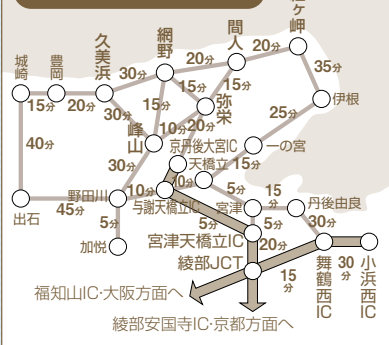 ヶ岬
間人
網野
久美浜
豊岡
城崎
20分
20分
30分
35分
15分
20分
15分
15分
15分
弥栄
伊根
30分
25分
峰山
10分
20分
京丹後大宮IC
一の宮
40分
天橋立
15分
30分
野田川
10分
5分
15分
丹後由良
45分
与謝天橋立IC
宮津
出石
5分
5分
5分
30分
加悦
宮津天橋立IC
20分
綾部JCT
15分
舞鶴西IC
30分
小浜西IC
福知山IC・大阪方面へ
綾部安国寺IC・京都方面へ